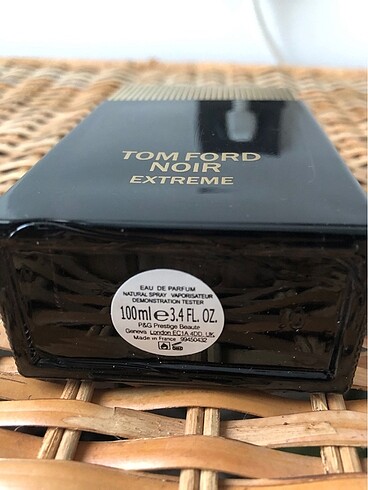 TOM FORD
NOIR
EXTREME
EAU DE PARFUM
NATURAL SPRAY VAPORISATEUR
DEMONSTRATION TESTER
100ml e 3.4 FL. OZ.
P&G Prestige Beauté
Geneva London EC1A 4DD, UK.
Made in France 99450432